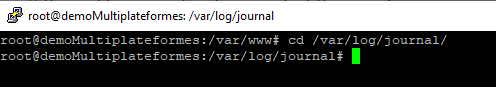 root@demoMultiplateformes: /var/log/journal
root@demoMultiplateformes:/var/www# cd /var/log/journal/
root@demoMultiplateformes:/var/log/journal#